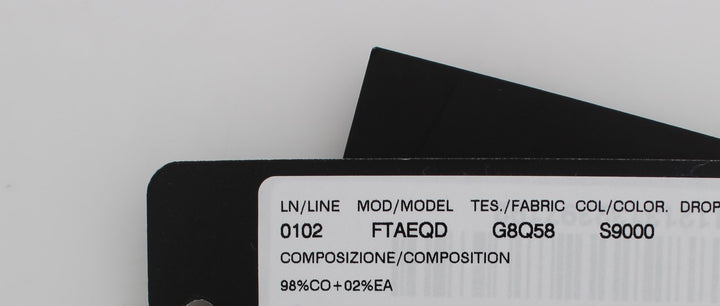 LN/LINE MOD/MODEL TES./FABRIC COL/COLOR. DROP
0102 FTAEQD G8Q58 S9000
COMPOSIZIONE/COMPOSITION
98%CO+02%EA